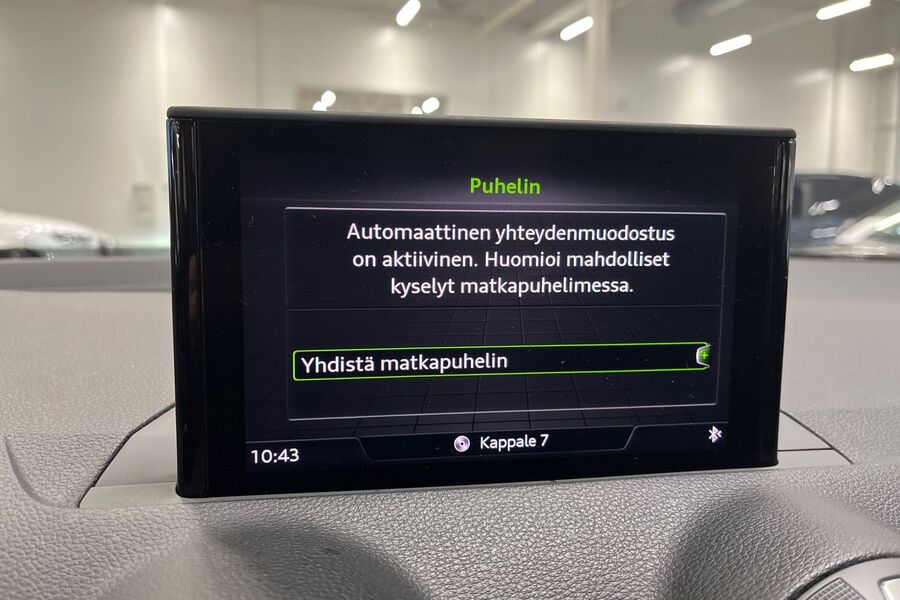 Puhelin
Automaattinen yhteydenmuodostus
on aktiivinen. Huomioi mahdolliset
kyselyt matkapuhelimessa.
Yhdistä matkapuhelin
10:43 Kappale 7